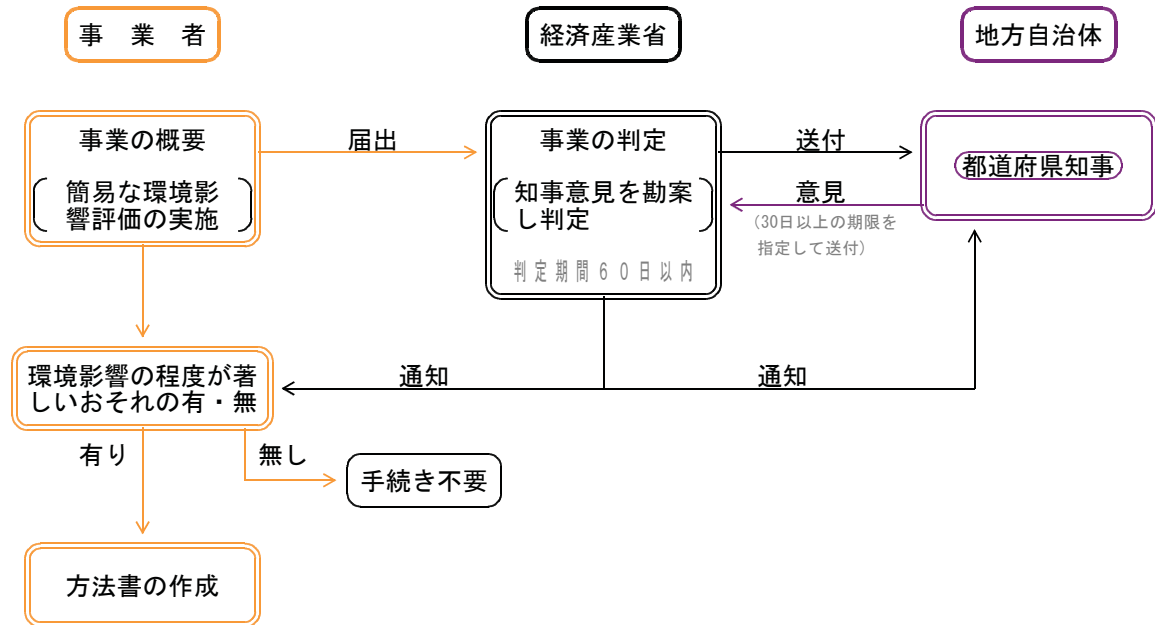 事　業　者
経済産業省
地方自治体
事業の概要
簡易な環境影
響評価の実施
届出
事業の判定
知事意見を勘案
し判定
判定期間６０日以内
送付
意見
（30日以上の期限を
指定して送付）
都道府県知事
環境影響の程度が著
しいおそれの有・無
通知
通知
有り
無し
手続き不要
方法書の作成